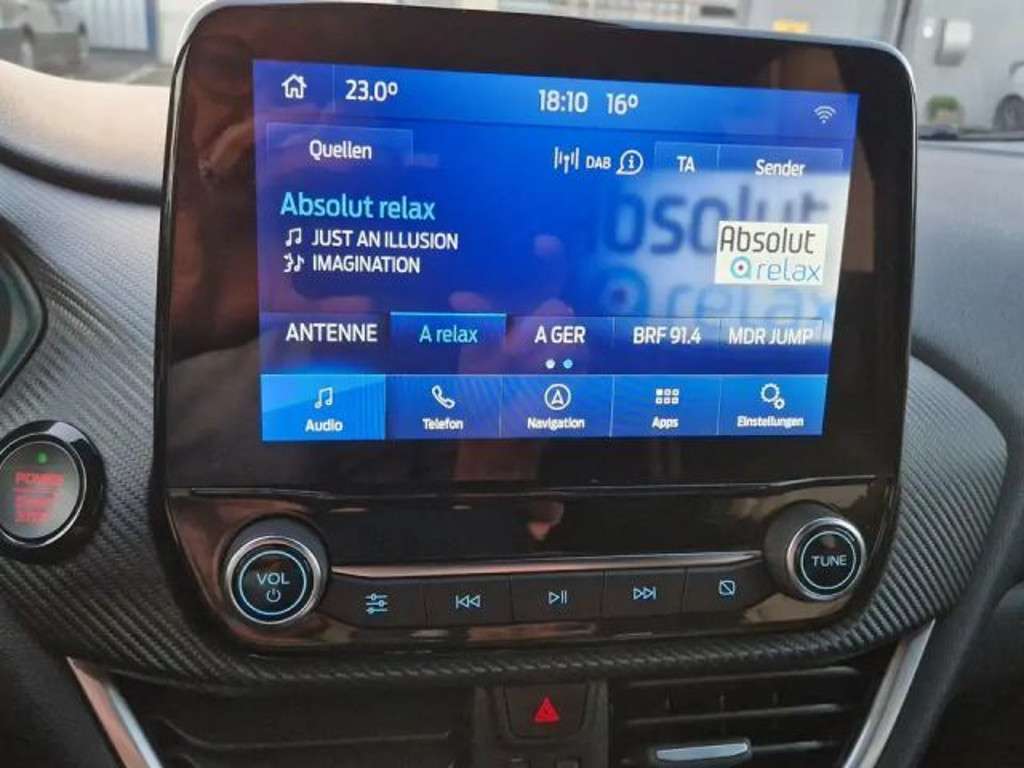 23.0° 18:10 16°
Quellen DAB TA Sender
Absolut relax
JUST AN ILLUSION
IMAGINATION
Absolut
relax
ANTENNE A relax A GER BRF 91.4 MDR JUMP
Audio Telefon Navigation Apps Einstellungen
POWER
VOL TUNE